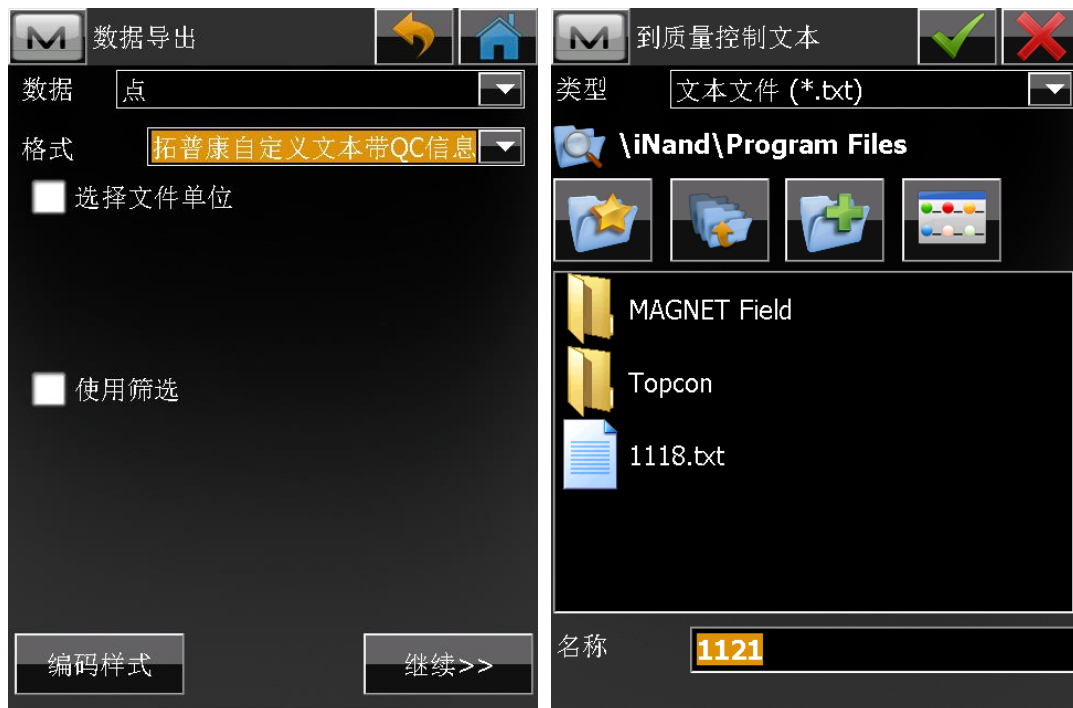 数据导出
数据 点
格式 拓普康自定义文本带QC信息
选择文件单位
使用筛选
编码样式 继续>>
到质量控制文本
类型 文本文件 (*.txt)
\iNand\Program Files
MAGNET Field
Topcon
1118.txt
名称 1121